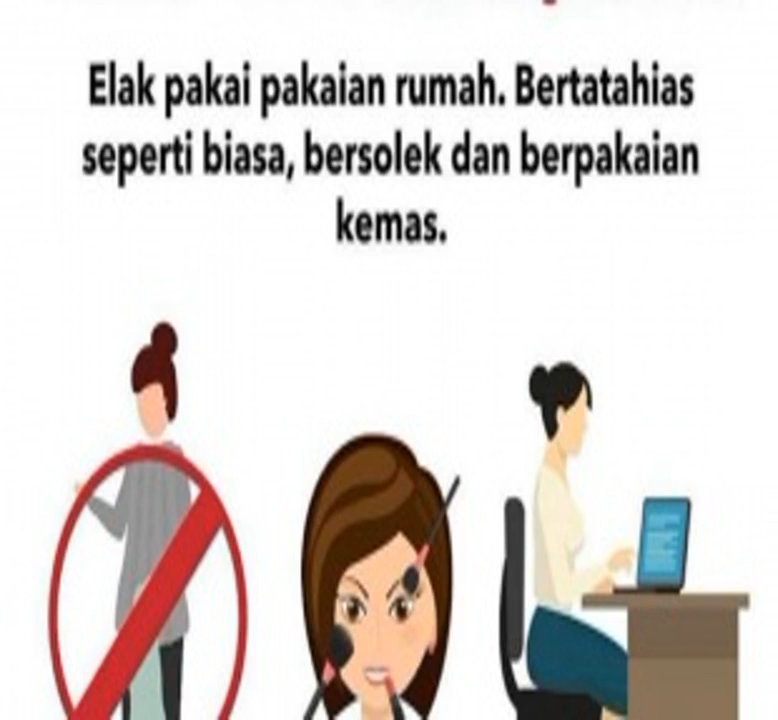 Elak pakai pakaian rumah. Bertatahias
seperti biasa, bersolek dan berpakaian
kemas.